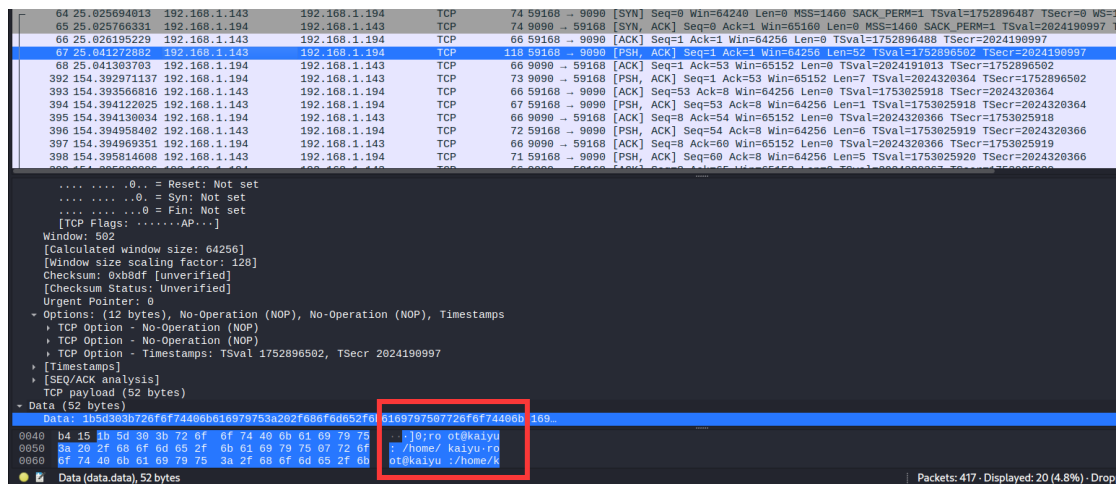 64 25.025694013 192.168.1.143 192.168.1.194 TCP 74 59168 → 9090 [SYN] Seq=0 Win=64240 Len=0 MSS=1460 SACK_PERM=1 TSval=1752896487 TSecr=0 WS=1
65 25.025766331 192.168.1.194 192.168.1.143 TCP 74 9090 → 59168 [SYN, ACK] Seq=0 Ack=1 Win=65160 Len=0 MSS=1460 SACK_PERM=1 TSval=2024190997 T
66 25.026195229 192.168.1.143 192.168.1.194 TCP 66 59168 → 9090 [ACK] Seq=1 Ack=1 Win=64256 Len=0 TSval=1752896488 TSecr=2024190997
67 25.041272882 192.168.1.143 192.168.1.194 TCP 118 59168 → 9090 [PSH, ACK] Seq=1 Ack=1 Win=64256 Len=52 TSval=1752896502 TSecr=2024190997
68 25.041303703 192.168.1.194 192.168.1.143 TCP 66 9090 → 59168 [ACK] Seq=1 Ack=53 Win=65152 Len=0 TSval=2024191013 TSecr=1752896502
392 154.392971137 192.168.1.194 192.168.1.143 TCP 73 9090 → 59168 [PSH, ACK] Seq=1 Ack=53 Win=65152 Len=7 TSval=2024320364 TSecr=1752896502
393 154.393566816 192.168.1.143 192.168.1.194 TCP 66 59168 → 9090 [ACK] Seq=53 Ack=8 Win=64256 Len=0 TSval=1753025918 TSecr=2024320364
394 154.394122025 192.168.1.143 192.168.1.194 TCP 67 59168 → 9090 [PSH, ACK] Seq=53 Ack=8 Win=64256 Len=1 TSval=1753025918 TSecr=2024320364
395 154.394130034 192.168.1.194 192.168.1.143 TCP 66 9090 → 59168 [ACK] Seq=8 Ack=54 Win=65152 Len=0 TSval=2024320366 TSecr=1753025918
396 154.394958402 192.168.1.143 192.168.1.194 TCP 72 59168 → 9090 [PSH, ACK] Seq=54 Ack=8 Win=64256 Len=6 TSval=1753025919 TSecr=2024320366
397 154.394969351 192.168.1.194 192.168.1.143 TCP 66 9090 → 59168 [ACK] Seq=8 Ack=60 Win=65152 Len=0 TSval=2024320366 TSecr=1753025919
398 154.395814608 192.168.1.143 192.168.1.194 TCP 71 59168 → 9090 [PSH, ACK] Seq=60 Ack=8 Win=64256 Len=5 TSval=1753025920 TSecr=2024320366
.... .... .0.. = Reset: Not set
.... .... ..0. = Syn: Not set
.... .... ...0 = Fin: Not set
[TCP Flags: ·······AP···]
Window: 502
[Calculated window size: 64256]
[Window size scaling factor: 128]
Checksum: 0xb8df [unverified]
[Checksum Status: Unverified]
Urgent Pointer: 0
Options: (12 bytes), No-Operation (NOP), No-Operation (NOP), Timestamps
TCP Option - No-Operation (NOP)
TCP Option - No-Operation (NOP)
TCP Option - Timestamps: TSval 1752896502, TSecr 2024190997
[Timestamps]
[SEQ/ACK analysis]
TCP payload (52 bytes)
Data (52 bytes)
Data: 1b5d303b726f6f74406b616979753a202f686f6d652f6b6169797507726f6f74406b6169…
0040 b4 15 1b 5d 30 3b 72 6f 6f 74 40 6b 61 69 79 75 ···]0;ro ot@kaiyu
0050 3a 20 2f 68 6f 6d 65 2f 6b 61 69 79 75 07 72 6f : /home/ kaiyu·ro
0060 6f 74 40 6b 61 69 79 75 3a 2f 68 6f 6d 65 2f 6b ot@kaiyu :/home/k
Data (data.data), 52 bytes Packets: 417 · Displayed: 20 (4.8%) · Drop